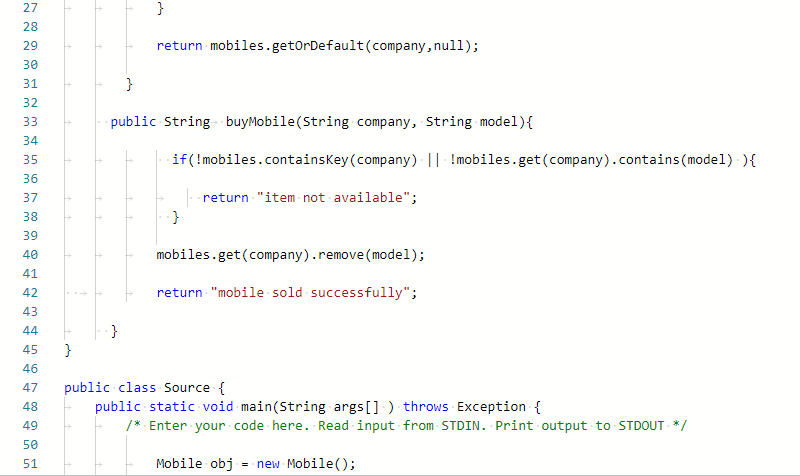 27 }
28
29 return mobiles.getOrDefault(company,null);
30
31 }
32
33 public String buyMobile(String company, String model){
34
35 if(!mobiles.containsKey(company) || !mobiles.get(company).contains(model) ){
36
37 return "item not available";
38 }
39
40 mobiles.get(company).remove(model);
41
42 return "mobile sold successfully";
43
44 }
45 }
46
47 public class Source {
48 public static void main(String args[] ) throws Exception {
49 /* Enter your code here. Read input from STDIN. Print output to STDOUT */
50
51 Mobile obj = new Mobile();